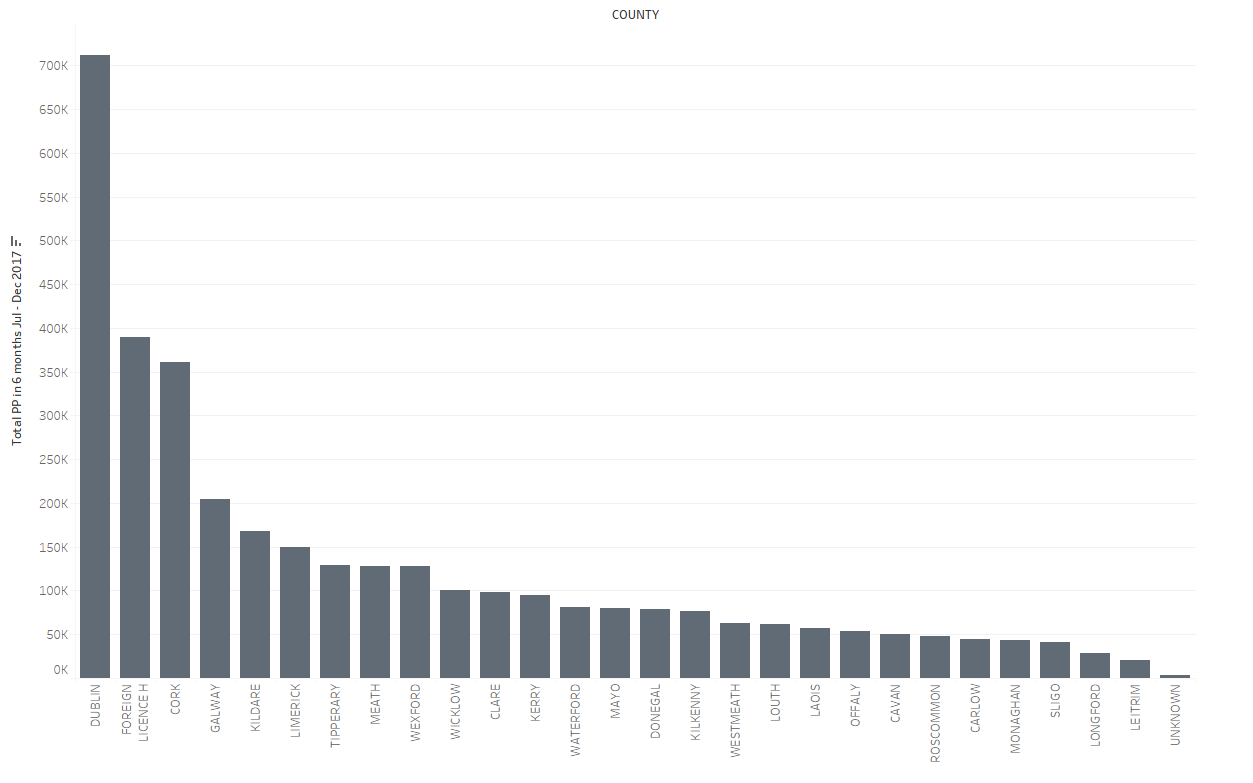 COUNTY
Total PP in 6 months Jul - Dec 2017
700K
650K
600K
550K
500K
450K
400K
350K
300K
250K
200K
150K
100K
50K
0K
DUBLIN
FOREIGN
LICENCE H
CORK
GALWAY
KILDARE
LIMERICK
TIPPERARY
MEATH
WEXFORD
WICKLOW
CLARE
KERRY
WATERFORD
MAYO
DONEGAL
KILKENNY
WESTMEATH
LOUTH
LAOIS
OFFALY
CAVAN
ROSCOMMON
CARLOW
MONAGHAN
SLIGO
LONGFORD
LEITRIM
UNKNOWN